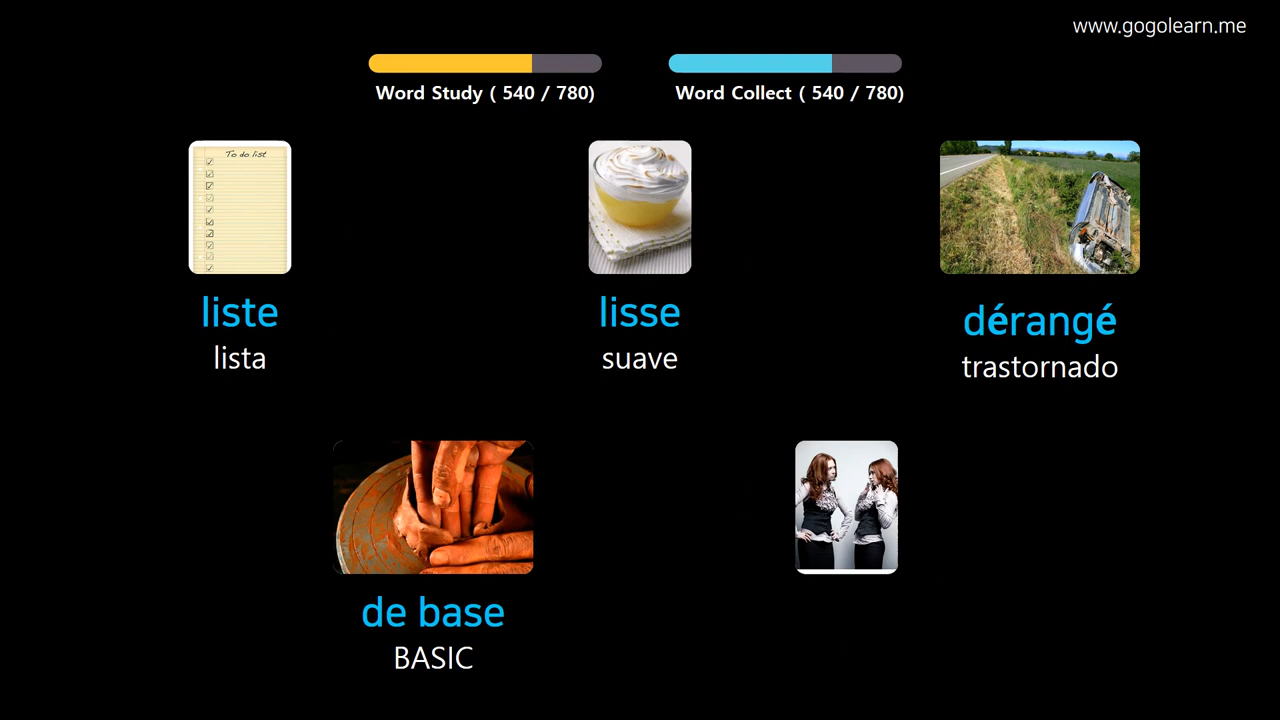 www.gogolearn.me
Word Study ( 540 / 780)
Word Collect ( 540 / 780)
To do list
liste
lista
lisse
suave
dérangé
trastornado
de base
BASIC